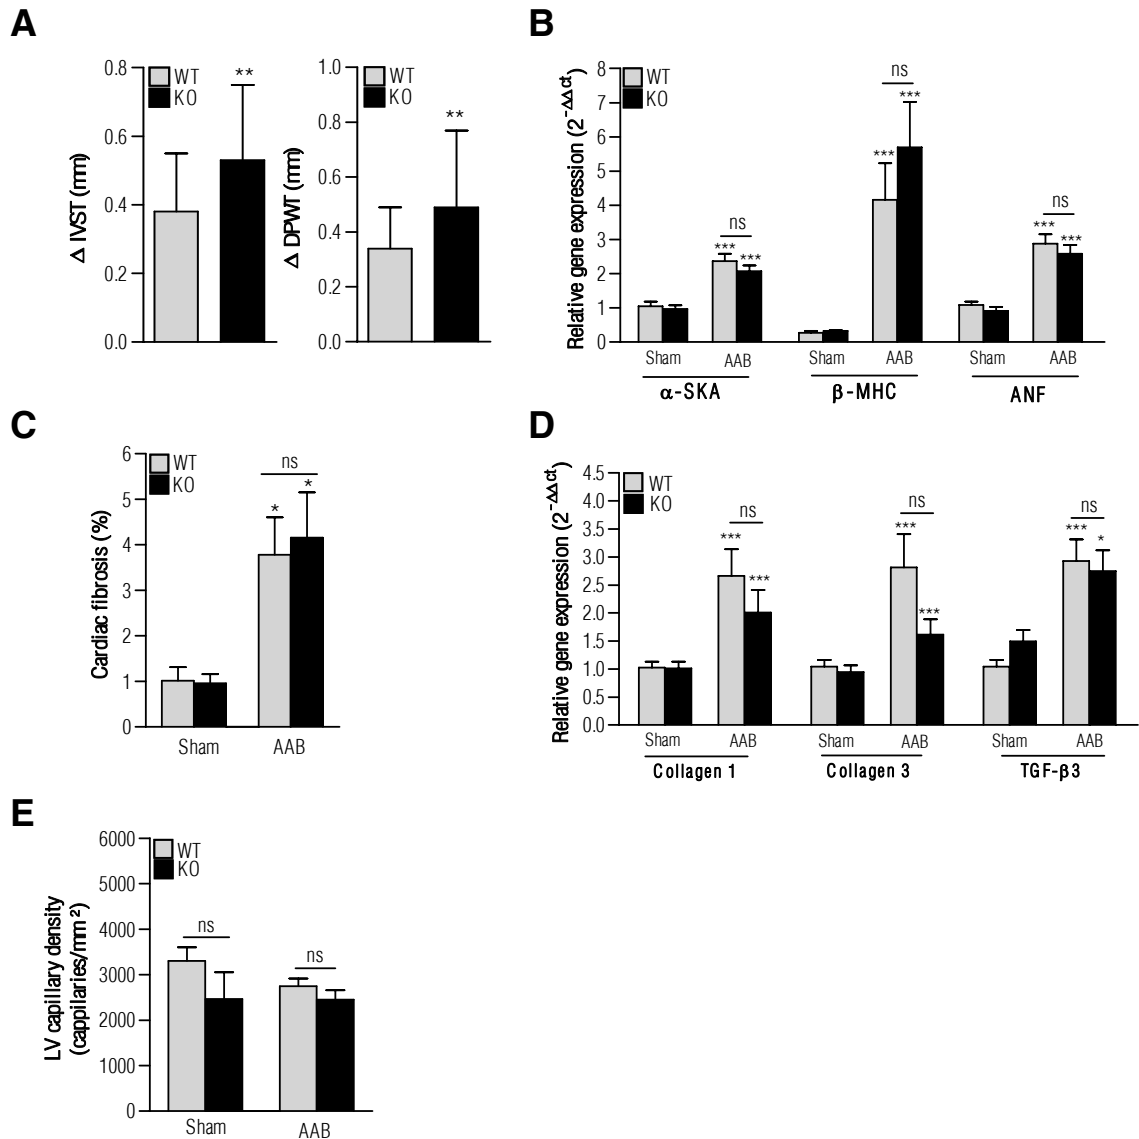 A
Δ IVST (mm)
0.8
0.6
0.4
0.2
0.0
WT
KO
**
Δ DPWT (mm)
1.0
0.8
0.6
0.4
0.2
0.0
WT
KO
**
B
Relative gene expression (2^-ΔΔct)
8
7
6
5
4
3
2
1
0
WT
KO
ns
***
***
ns
***
***
ns
***
***
Sham
AAB
Sham
AAB
Sham
AAB
α-SKA
β-MHC
ANF
C
Cardiac fibrosis (%)
6
5
4
3
2
1
0
WT
KO
ns
*
*
Sham
AAB
D
Relative gene expression (2^-ΔΔct)
4.5
4.0
3.5
3.0
2.5
2.0
1.5
1.0
0.5
0.0
WT
KO
ns
***
***
ns
***
***
ns
***
*
Sham
AAB
Sham
AAB
Sham
AAB
Collagen 1
Collagen 3
TGF-β3
E
LV capillary density
(cappilaries/mm²)
6000
5000
4000
3000
2000
1000
0
WT
KO
ns
ns
Sham
AAB